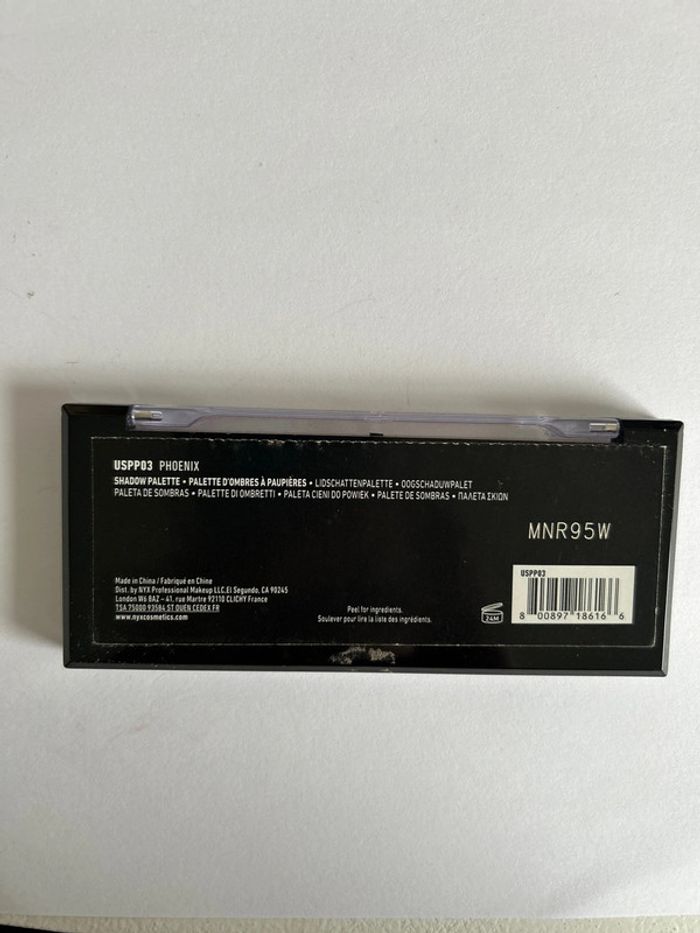 USPP03 PHOENIX
SHADOW PALETTE • PALETTE D'OMBRES À PAUPIÈRES • LIDSCHATTENPALETTE • OOGSCHADUWPALET
PALETA DE SOMBRAS • PALETTE DI OMBRETTI • PALETA CIENI DO POWIEK • PALETE DE SOMBRAS • ΠΑΛΕΤΑ ΣΚΙΩΝ
MNR95W
USPP03
Made in China / Fabriqué en Chine
Dist. by NYX Professional Makeup LLC.El Segundo, CA 90245
London W6 8AZ – 41, rue Martre 92110 CLICHY France
TSA 75000 93584 ST OUEN.CEDEX.FR
www.nyxcosmetics.com
Peel for ingredients.
Soulever pour lire la liste des ingrédients.
24M
8 00897 18616 6